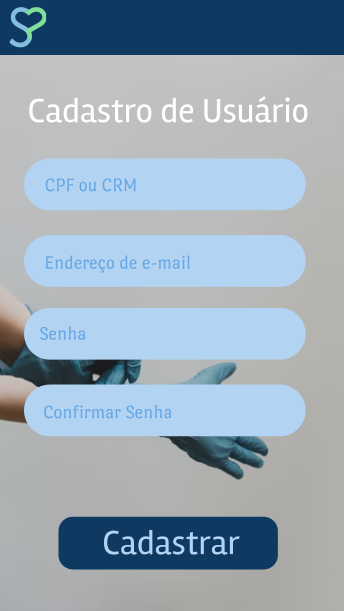 Cadastro de Usuário
CPF ou CRM
Endereço de e-mail
Senha
Confirmar Senha
Cadastrar